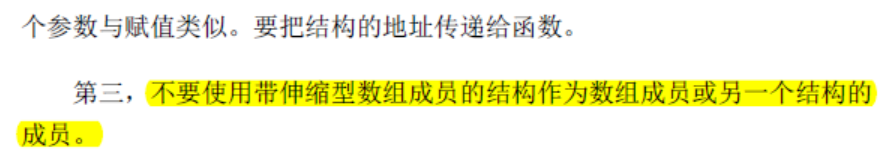 个参数与赋值类似。要把结构的地址传递给函数。
第三，不要使用带伸缩型数组成员的结构作为数组成员或另一个结构的
成员。